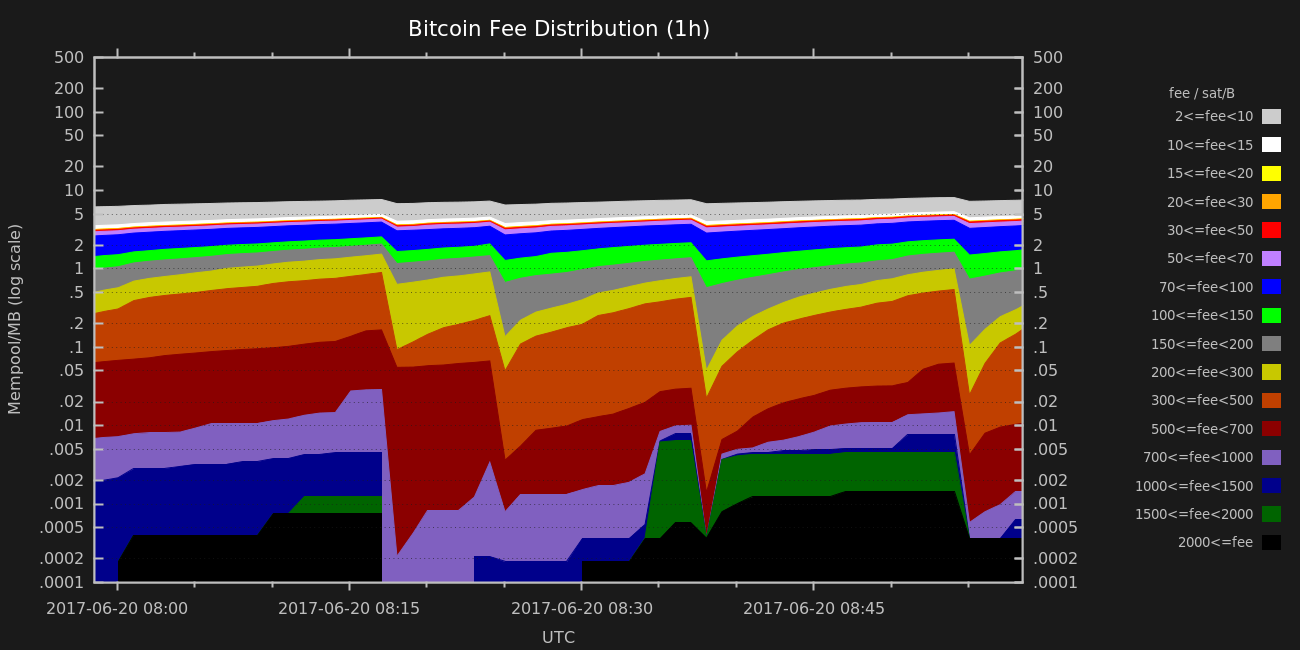 Bitcoin Fee Distribution (1h)
500 500
200 200
100 100
50 50
20 20
10 10
5 5
2 2
1 1
.5 .5
.2 .2
.1 .1
.05 .05
.02 .02
.01 .01
.005 .005
.002 .002
.001 .001
.0005 .0005
.0002 .0002
.0001 .0001
Mempool/MB (log scale)
2017-06-20 08:00 2017-06-20 08:15 2017-06-20 08:30 2017-06-20 08:45
UTC
fee / sat/B
2<=fee<10
10<=fee<15
15<=fee<20
20<=fee<30
30<=fee<50
50<=fee<70
70<=fee<100
100<=fee<150
150<=fee<200
200<=fee<300
300<=fee<500
500<=fee<700
700<=fee<1000
1000<=fee<1500
1500<=fee<2000
2000<=fee